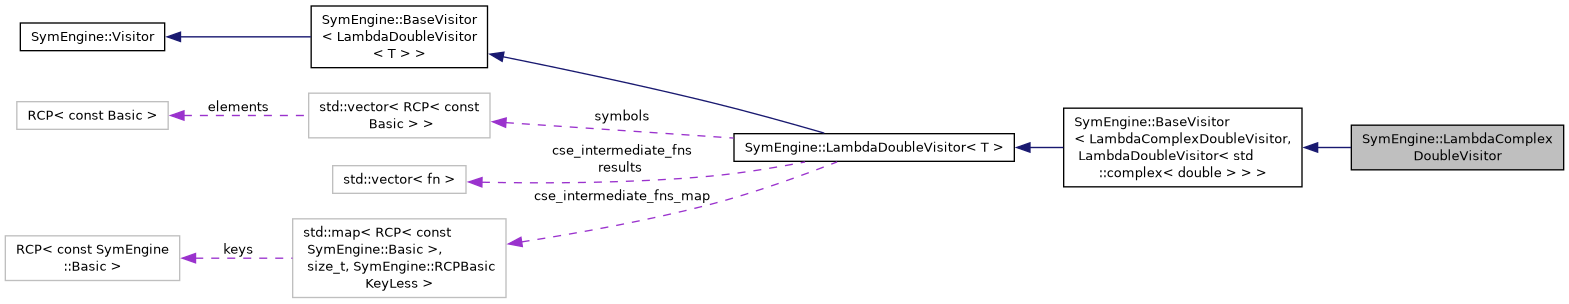 SymEngine::Visitor
SymEngine::BaseVisitor
< LambdaDoubleVisitor
< T > >
RCP< const Basic >
elements
std::vector< RCP< const
Basic > >
symbols
cse_intermediate_fns
results
std::vector< fn >
cse_intermediate_fns_map
RCP< const SymEngine
::Basic >
keys
std::map< RCP< const
SymEngine::Basic >,
size_t, SymEngine::RCPBasic
KeyLess >
SymEngine::LambdaDoubleVisitor< T >
SymEngine::BaseVisitor
< LambdaComplexDoubleVisitor,
LambdaDoubleVisitor< std
::complex< double > > >
SymEngine::LambdaComplex
DoubleVisitor